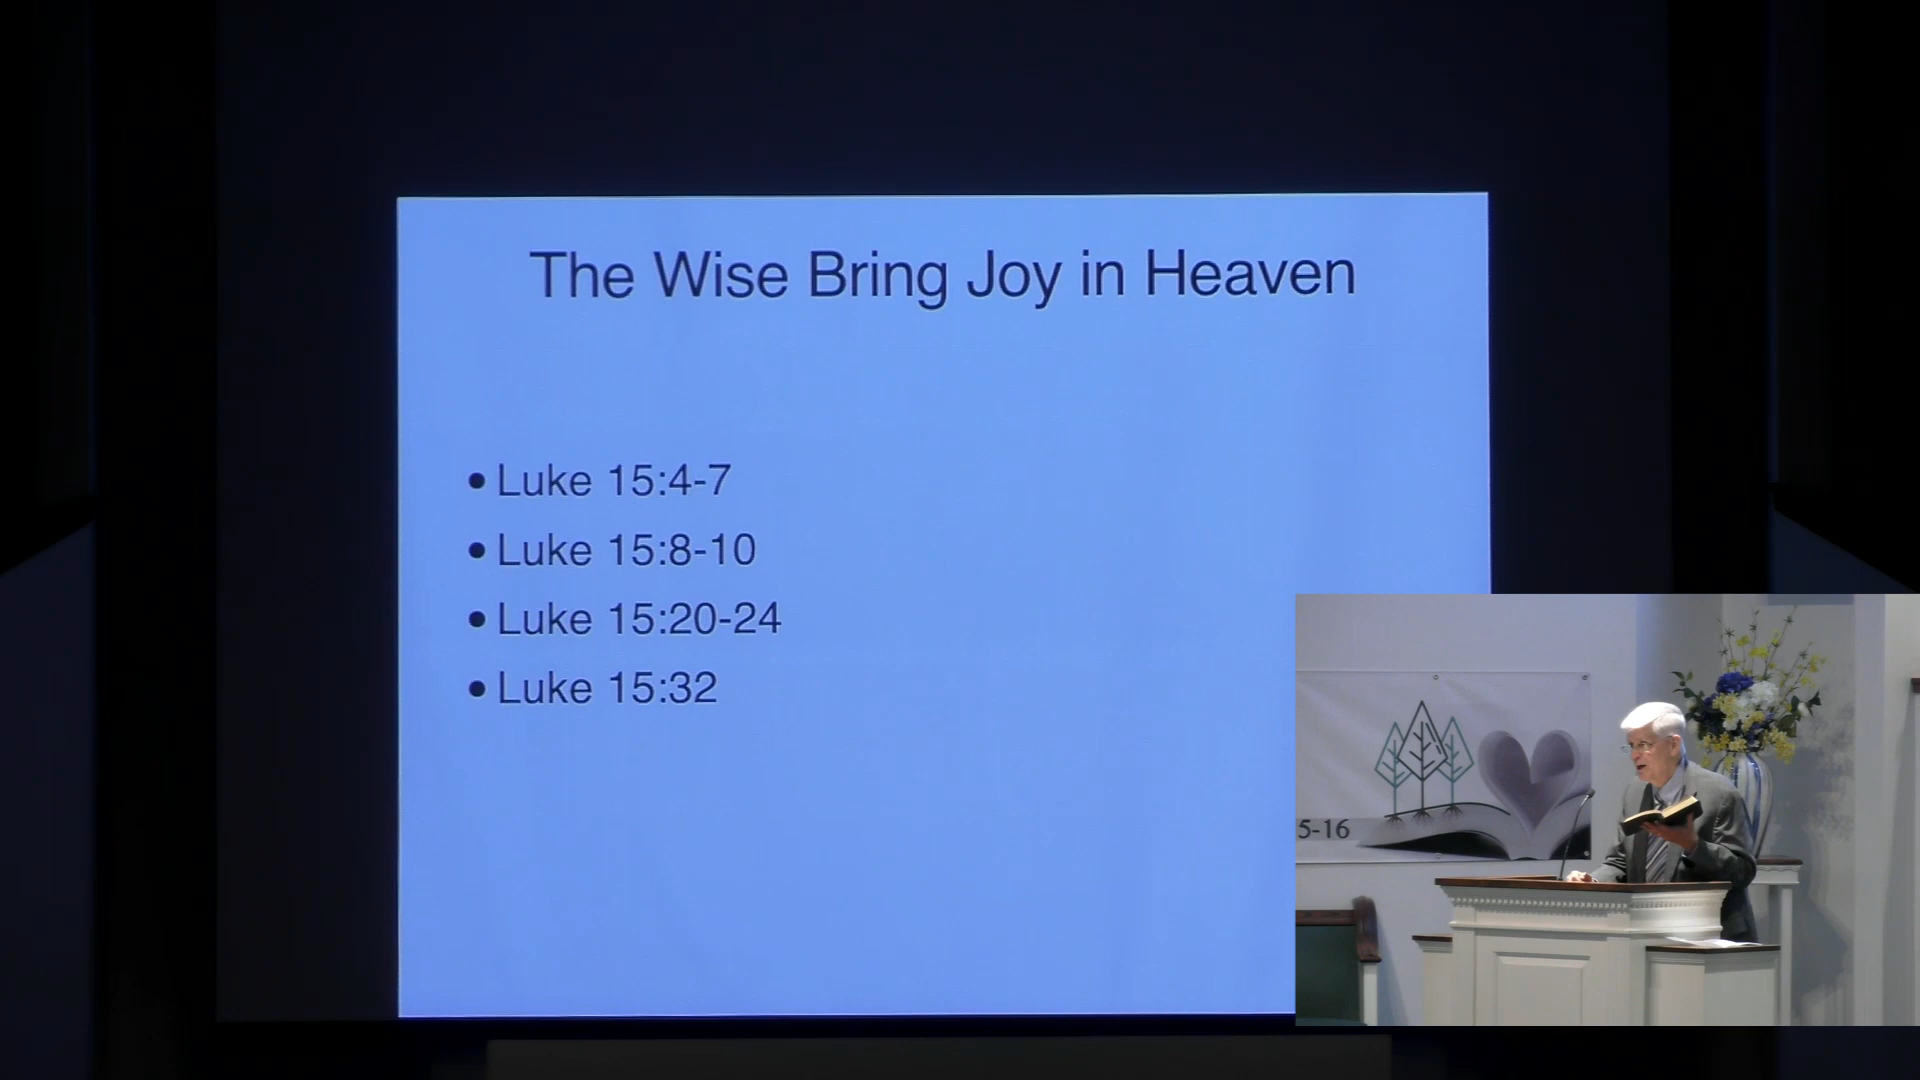 The Wise Bring Joy in Heaven
• Luke 15:4-7
• Luke 15:8-10
• Luke 15:20-24
• Luke 15:32
5-16